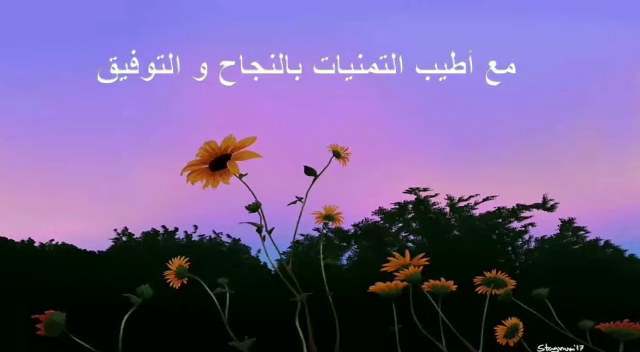 مع أطيب التمنيات بالنجاح و التوفيق